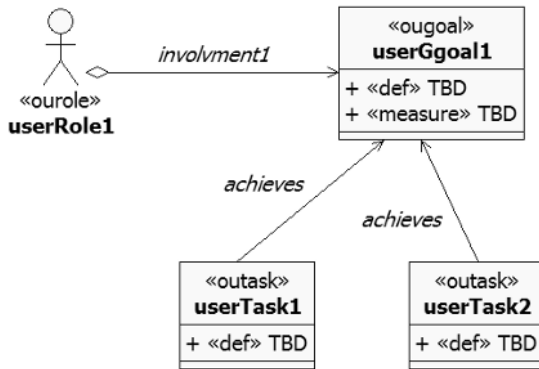 «ougoal»
userGgoal1
involvment1
+ «def» TBD
+ «measure» TBD
«ourole»
userRole1
achieves
achieves
«outask»
userTask1
+ «def» TBD
«outask»
userTask2
+ «def» TBD